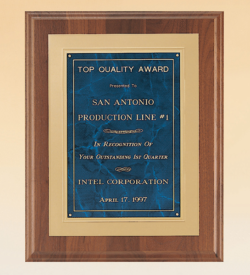 TOP QUALITY AWARD
Presented To
SAN ANTONIO
PRODUCTION LINE #1
IN RECOGNITION OF
YOUR OUTSTANDING 1ST QUARTER
INTEL CORPORATION
APRIL 17, 1997